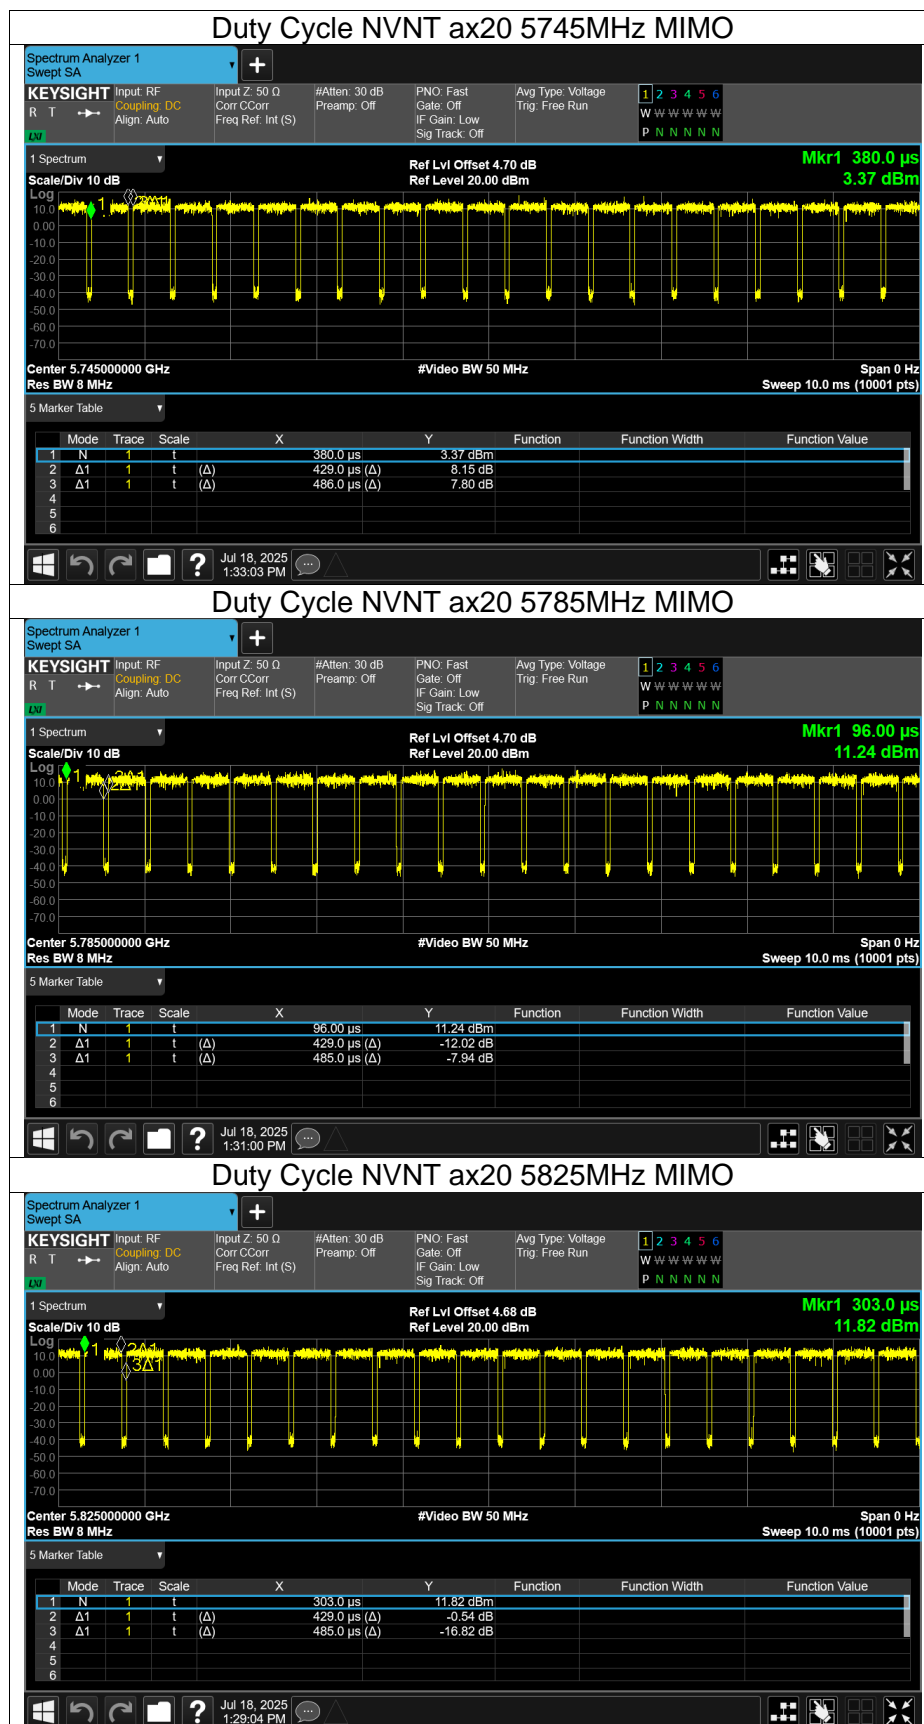 Duty Cycle NVNT ax20 5745MHz MIMO
Spectrum Analyzer 1
Swept SA
+
KEYSIGHT Input: RF Input Z: 50 Ω #Atten: 30 dB PNO: Fast Avg Type: Voltage 1 2 3 4 5 6
R T Coupling: DC Corr CCorr Preamp: Off Gate: Off Trig: Free Run W W W W W W
Align: Auto Freq Ref: Int (S) IF Gain: Low
LXI Sig Track: Off P N N N N N
1 Spectrum Ref Lvl Offset 4.70 dB Mkr1 380.0 µs
Scale/Div 10 dB Ref Level 20.00 dBm 3.37 dBm
Log
1
3Δ1
10.0
0.00
-10.0
-20.0
-30.0
-40.0
-50.0
-60.0
-70.0
Center 5.745000000 GHz #Video BW 50 MHz Span 0 Hz
Res BW 8 MHz Sweep 10.0 ms (10001 pts)
5 Marker Table
Mode Trace Scale X Y Function Function Width Function Value
1 N 1 t 380.0 µs 3.37 dBm
2 Δ1 1 t (Δ) 429.0 µs (Δ) 8.15 dB
3 Δ1 1 t (Δ) 486.0 µs (Δ) 7.80 dB
4
5
6
? Jul 18, 2025
1:33:03 PM
Duty Cycle NVNT ax20 5785MHz MIMO
Spectrum Analyzer 1
Swept SA
+
KEYSIGHT Input: RF Input Z: 50 Ω #Atten: 30 dB PNO: Fast Avg Type: Voltage 1 2 3 4 5 6
R T Coupling: DC Corr CCorr Preamp: Off Gate: Off Trig: Free Run W W W W W W
Align: Auto Freq Ref: Int (S) IF Gain: Low
LXI Sig Track: Off P N N N N N
1 Spectrum Ref Lvl Offset 4.70 dB Mkr1 96.00 µs
Scale/Div 10 dB Ref Level 20.00 dBm 11.24 dBm
Log
1
2Δ1
10.0
0.00
-10.0
-20.0
-30.0
-40.0
-50.0
-60.0
-70.0
Center 5.785000000 GHz #Video BW 50 MHz Span 0 Hz
Res BW 8 MHz Sweep 10.0 ms (10001 pts)
5 Marker Table
Mode Trace Scale X Y Function Function Width Function Value
1 N 1 t 96.00 µs 11.24 dBm
2 Δ1 1 t (Δ) 429.0 µs (Δ) -12.02 dB
3 Δ1 1 t (Δ) 485.0 µs (Δ) -7.94 dB
4
5
6
? Jul 18, 2025
1:31:00 PM
Duty Cycle NVNT ax20 5825MHz MIMO
Spectrum Analyzer 1
Swept SA
+
KEYSIGHT Input: RF Input Z: 50 Ω #Atten: 30 dB PNO: Fast Avg Type: Voltage 1 2 3 4 5 6
R T Coupling: DC Corr CCorr Preamp: Off Gate: Off Trig: Free Run W W W W W W
Align: Auto Freq Ref: Int (S) IF Gain: Low
LXI Sig Track: Off P N N N N N
1 Spectrum Ref Lvl Offset 4.68 dB Mkr1 303.0 µs
Scale/Div 10 dB Ref Level 20.00 dBm 11.82 dBm
Log
1
2Δ1
3Δ1
10.0
0.00
-10.0
-20.0
-30.0
-40.0
-50.0
-60.0
-70.0
Center 5.825000000 GHz #Video BW 50 MHz Span 0 Hz
Res BW 8 MHz Sweep 10.0 ms (10001 pts)
5 Marker Table
Mode Trace Scale X Y Function Function Width Function Value
1 N 1 t 303.0 µs 11.82 dBm
2 Δ1 1 t (Δ) 429.0 µs (Δ) -0.54 dB
3 Δ1 1 t (Δ) 485.0 µs (Δ) -16.82 dB
4
5
6
? Jul 18, 2025
1:29:04 PM